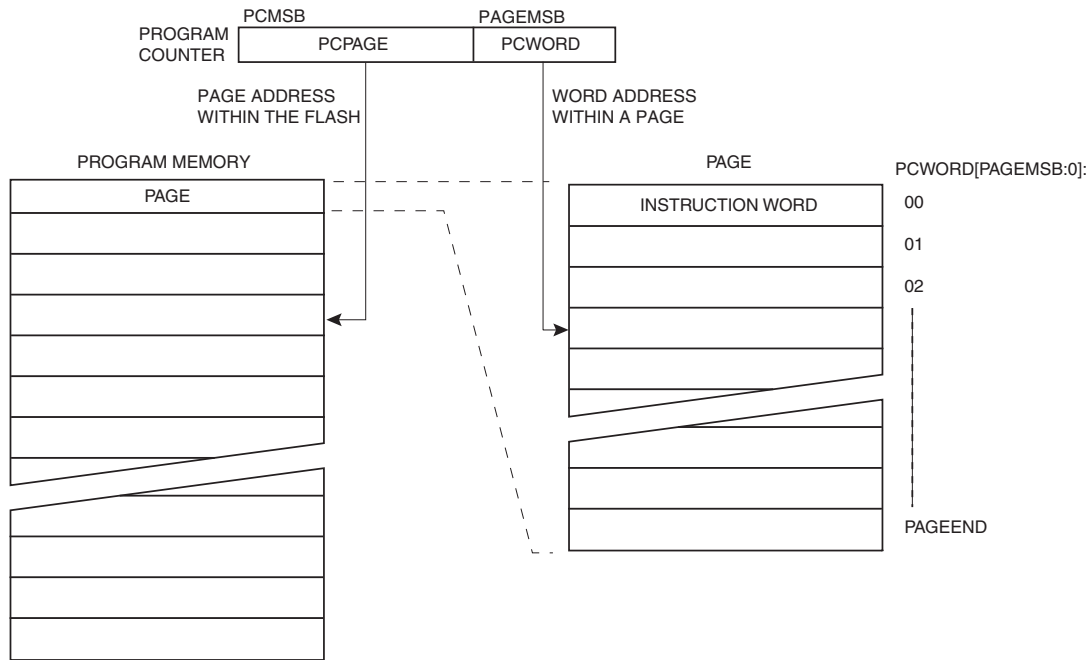 PCMSB
PAGEMSB
PROGRAM
COUNTER
PCPAGE
PCWORD
PAGE ADDRESS
WITHIN THE FLASH
WORD ADDRESS
WITHIN A PAGE
PROGRAM MEMORY
PAGE
PAGE
INSTRUCTION WORD
PCWORD[PAGEMSB:0]:
00
01
02
PAGEEND